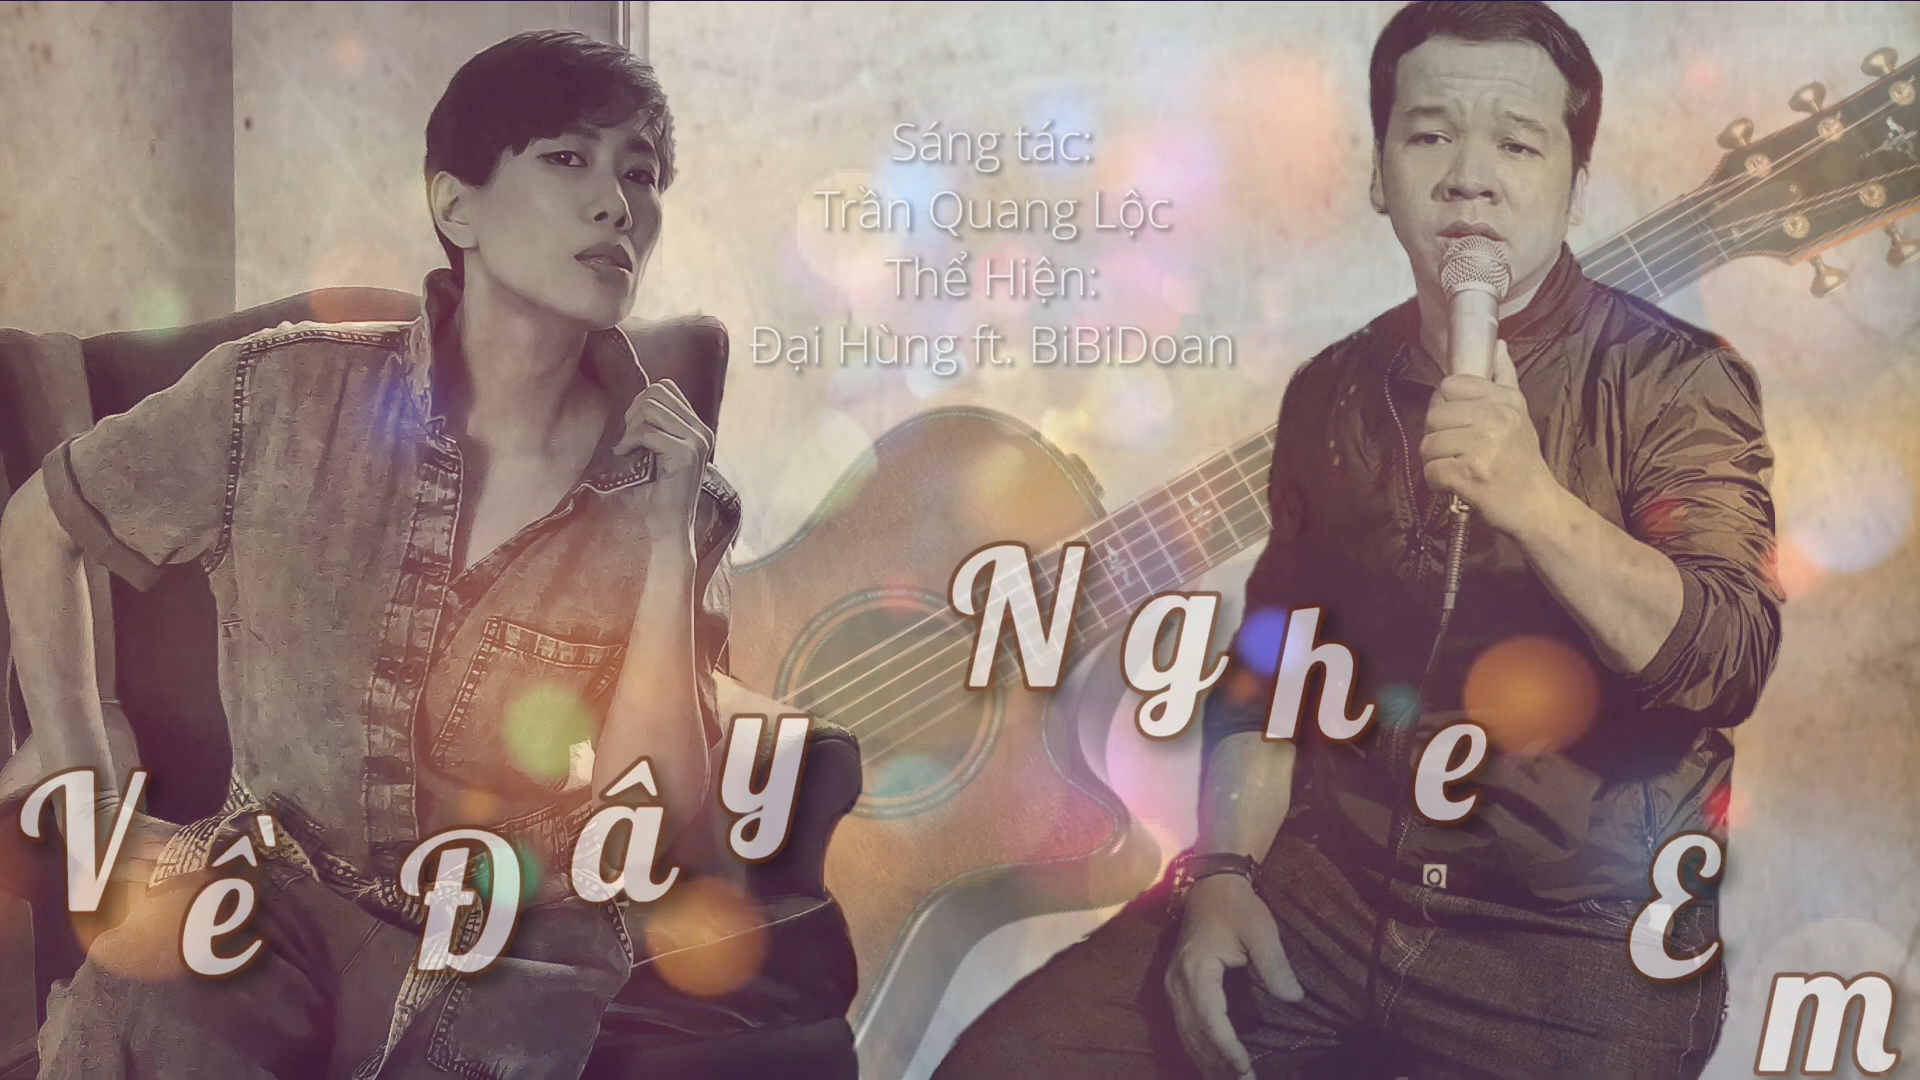 Sáng tác:
Trần Quang Lộc
Thể Hiện:
Đại Hùng ft. BiBiDoan
Về Đây Nghe Em